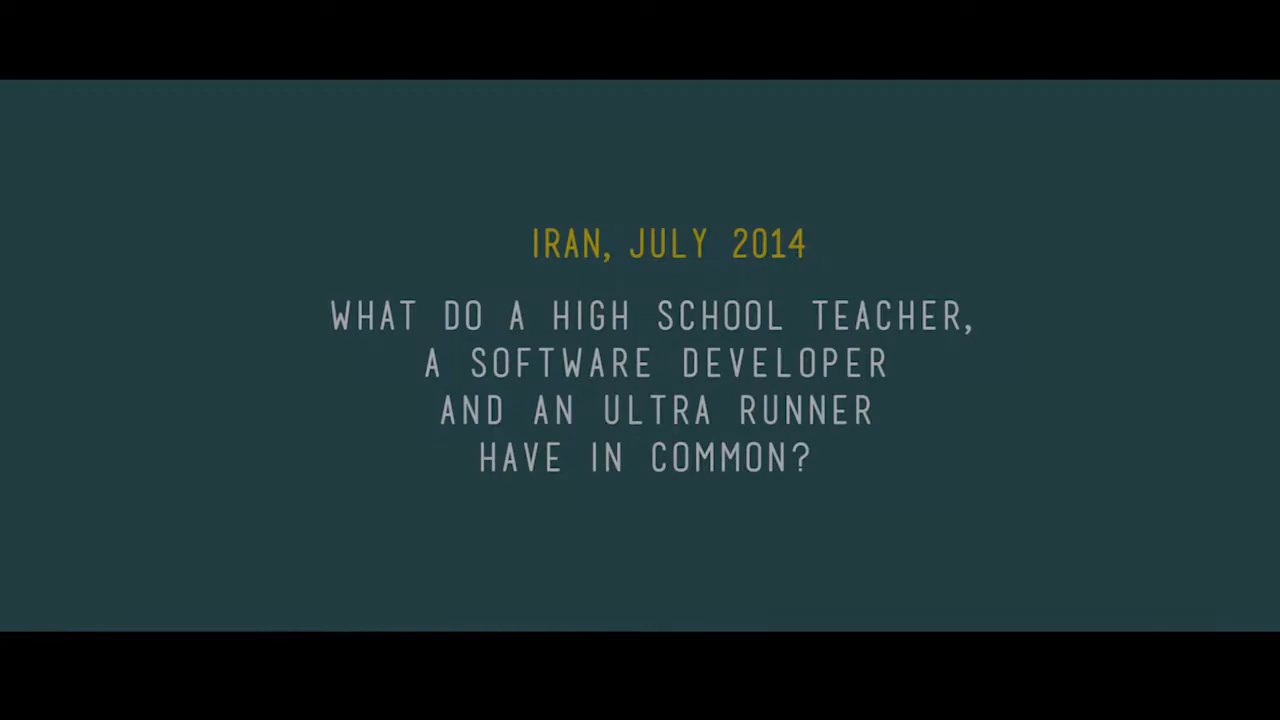 IRAN, JULY 2014
WHAT DO A HIGH SCHOOL TEACHER,
A SOFTWARE DEVELOPER
AND AN ULTRA RUNNER
HAVE IN COMMON?